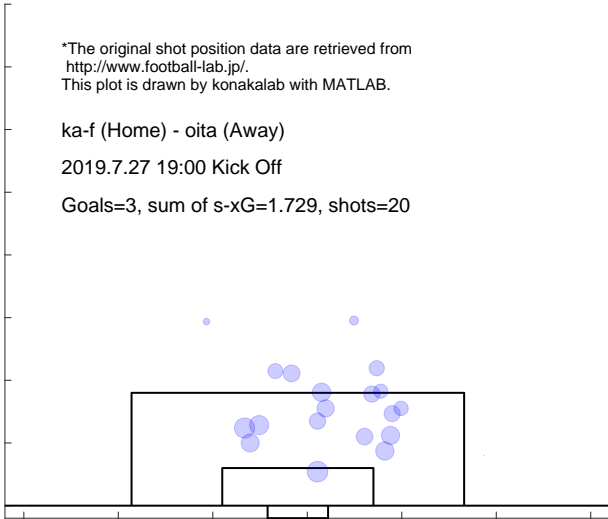 *The original shot position data are retrieved from
http://www.football-lab.jp/.
This plot is drawn by konakalab with MATLAB.
ka-f (Home) - oita (Away)
2019.7.27 19:00 Kick Off
Goals=3, sum of s-xG=1.729, shots=20